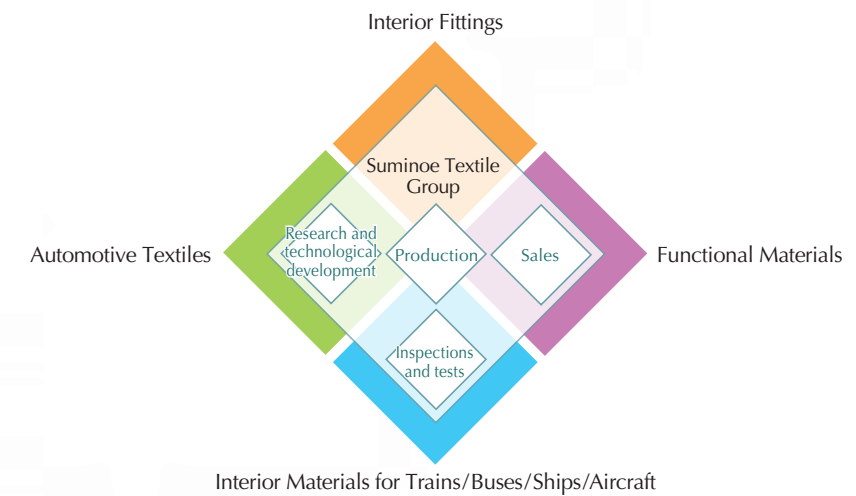 Interior Fittings
Suminoe Textile
Group
Automotive Textiles
Research and
technological
development
Production
Sales
Functional Materials
Inspections
and tests
Interior Materials for Trains/Buses/Ships/Aircraft